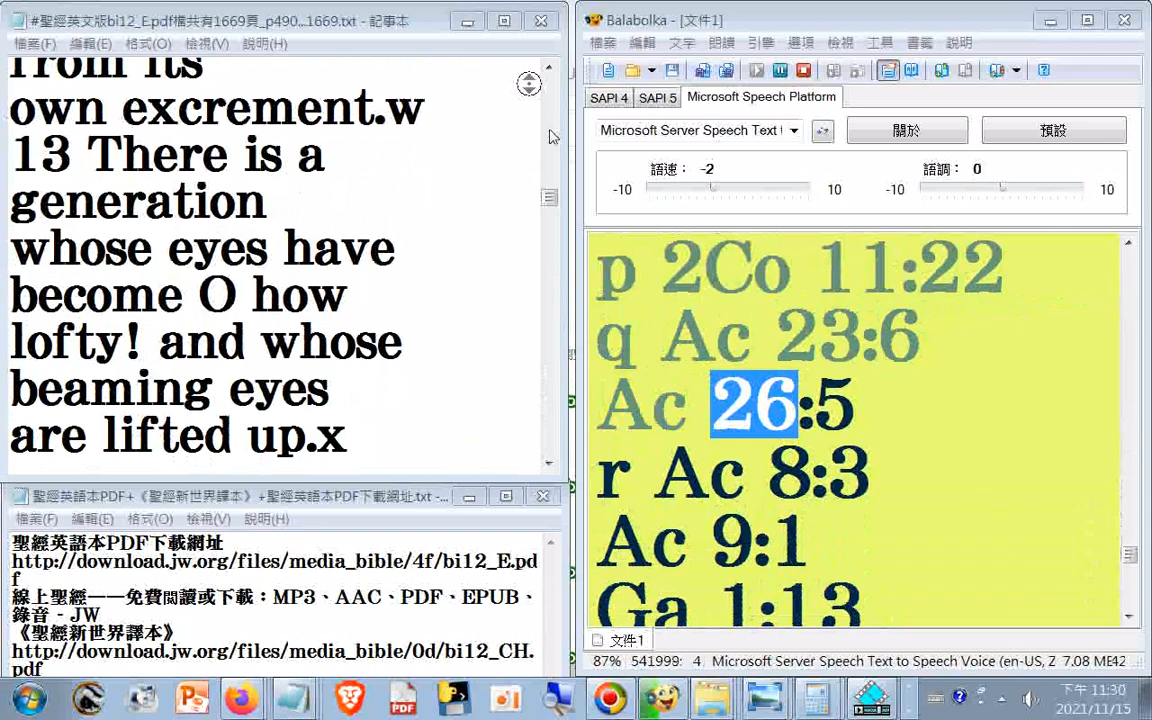 #聖經英文版bi12_E.pdf檔共有1669頁_p490...1669.txt - 記事本
檔案(F) 編輯(E) 格式(O) 檢視(V) 說明(H)
from its
own excrement.w
13 There is a
generation
whose eyes have
become O how
lofty! and whose
beaming eyes
are lifted up.x
聖經英語本PDF+《聖經新世界譯本》+聖經英語本PDF下載網址.txt -...
檔案(F) 編輯(E) 格式(O) 檢視(V) 說明(H)
聖經英語本PDF下載網址
http://download.jw.org/files/media_bible/4f/bi12_E.pd
f
線上聖經——免費閱讀或下載：MP3、AAC、PDF、EPUB、
錄音 - JW
《聖經新世界譯本》
http://download.jw.org/files/media_bible/0d/bi12_CH.
pdf
Balabolka - [文件1]
檔案 編輯 文字 朗讀 引擎 選項 檢視 工具 書籤 說明
SAPI 4 SAPI 5 Microsoft Speech Platform
Microsoft Server Speech Text 關於 預設
語速： -2 語調： 0
-10 10 -10 10
p 2Co 11:22
q Ac 23:6
Ac 26:5
r Ac 8:3
Ac 9:1
Ga 1:13
文件1
87% 541999: 4 Microsoft Server Speech Text to Speech Voice (en-US, Z 7.08 ME42
PDF
下午 11:30
2021/11/15